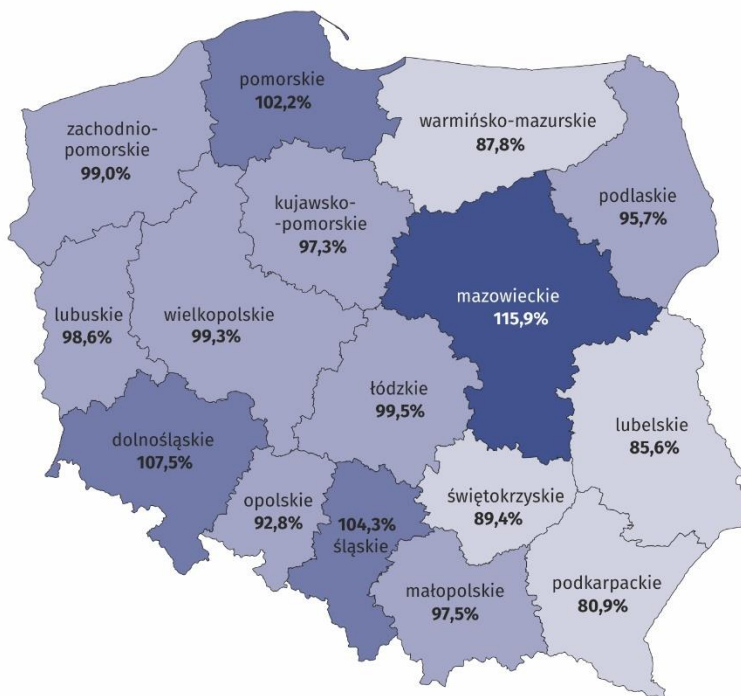 pomorskie
102,2%
warmińsko-mazurskie
87,8%
zachodnio-
pomorskie
99,0%
podlaskie
95,7%
kujawsko-
-pomorskie
97,3%
mazowieckie
115,9%
lubuskie
98,6%
wielkopolskie
99,3%
łódzkie
99,5%
lubelskie
85,6%
dolnośląskie
107,5%
opolskie
92,8%
104,3%
śląskie
świętokrzyskie
89,4%
małopolskie
97,5%
podkarpackie
80,9%